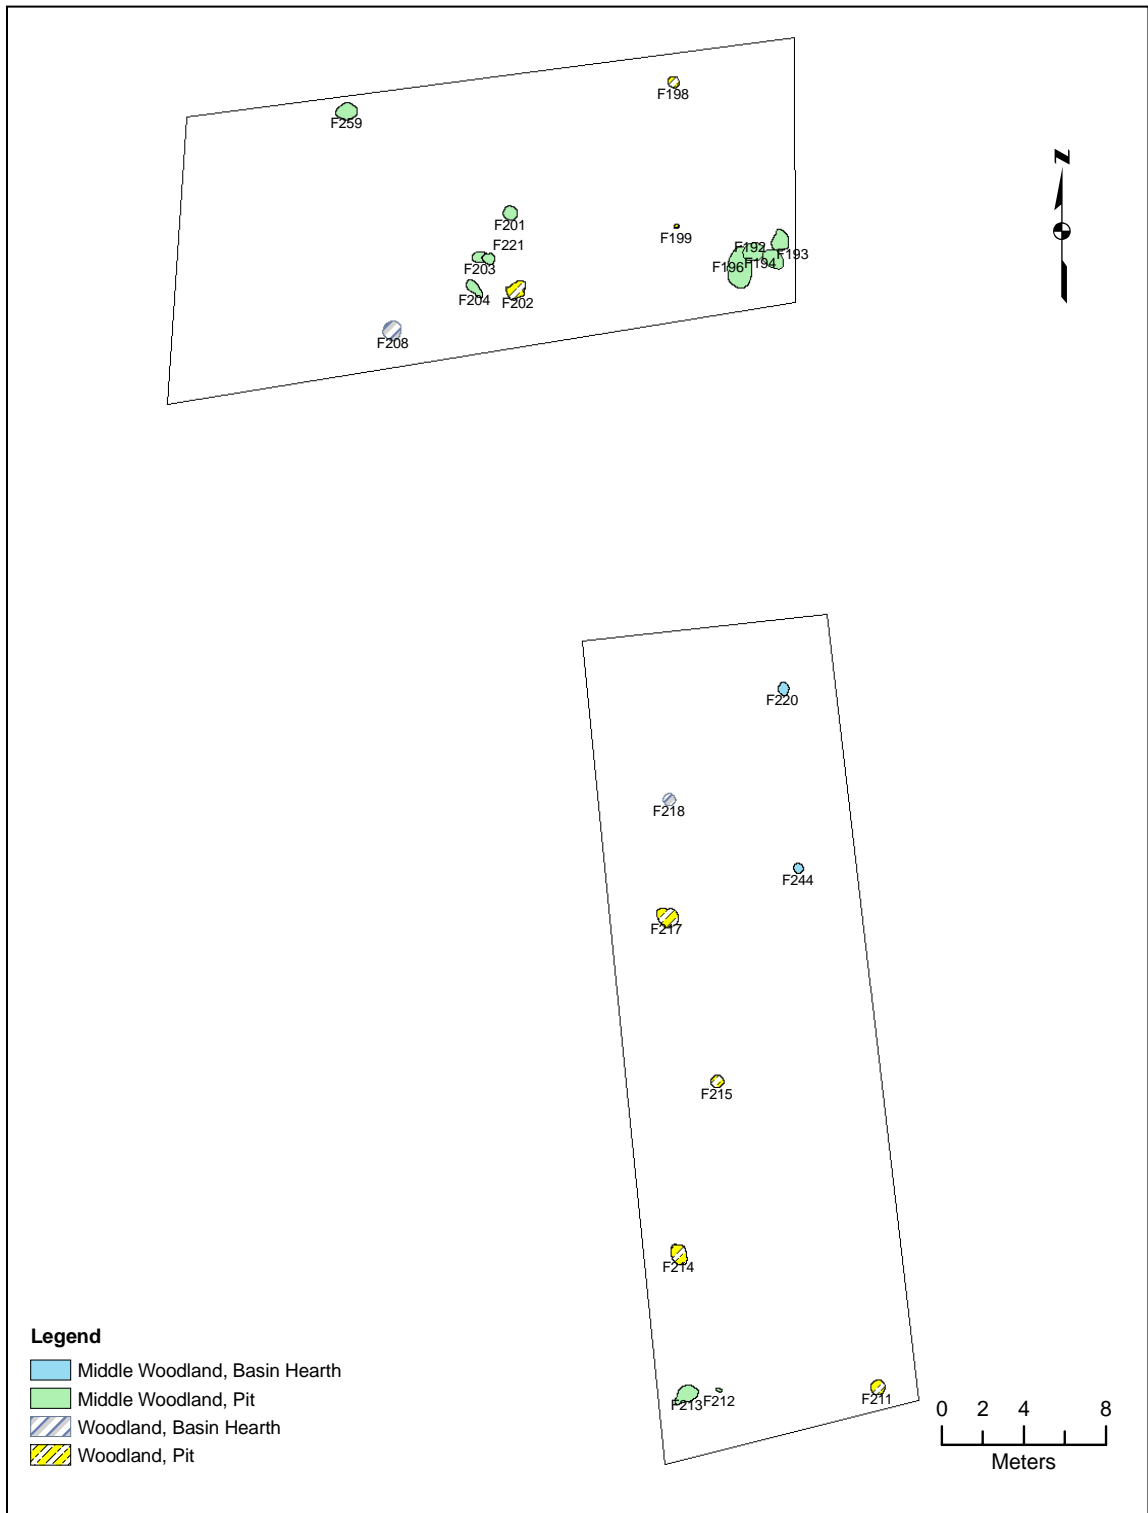 F198
F259
N
F201
F199
F221
F192
F193
F203
F196
F194
F204
F202
F208
F220
F218
F244
F217
F215
F214
F213
F212
F211
Legend
Middle Woodland, Basin Hearth
Middle Woodland, Pit
Woodland, Basin Hearth
Woodland, Pit
0 2 4 8
Meters